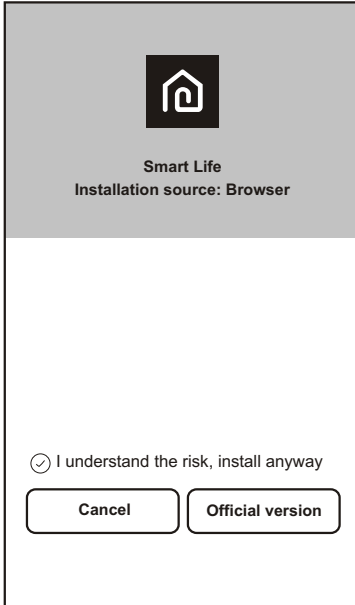 Smart Life
Installation source: Browser
I understand the risk, install anyway
Cancel
Official version